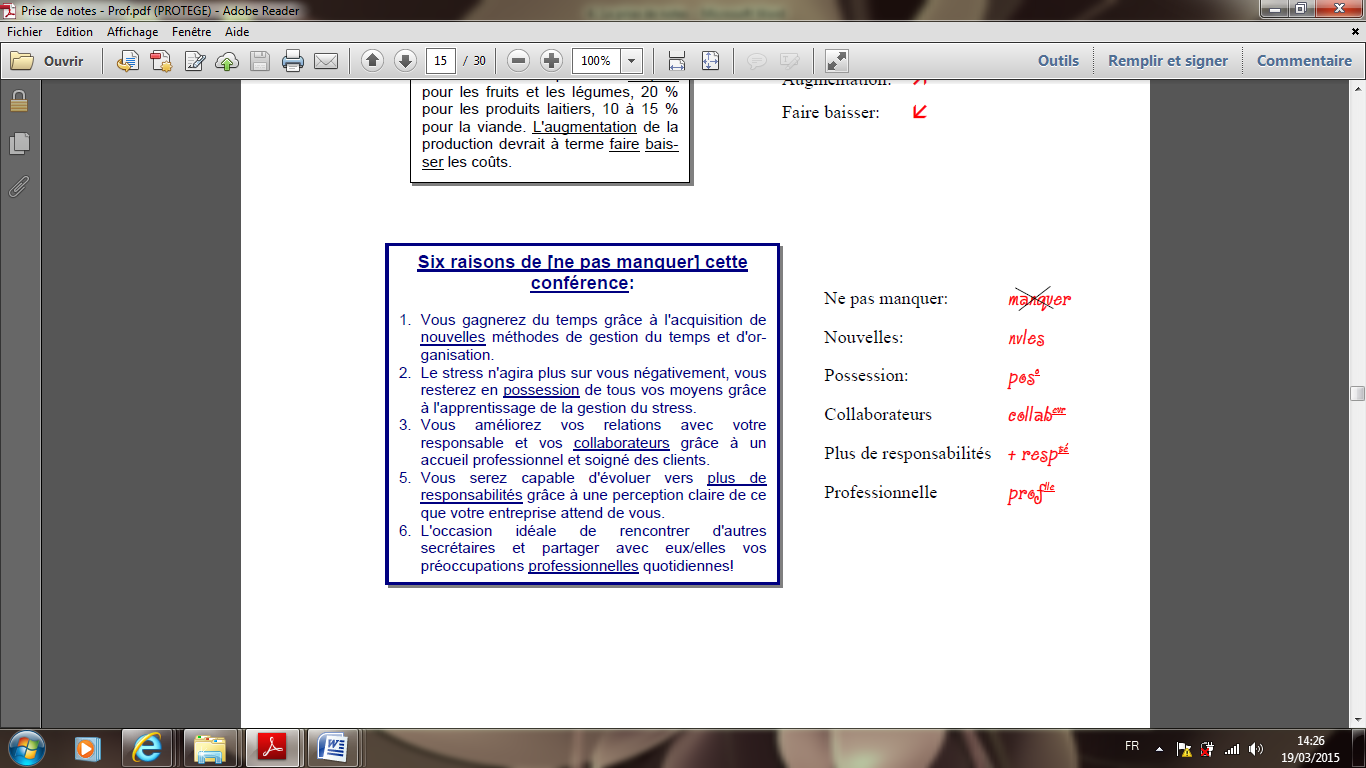 Prise de notes - Prof.pdf (PROTEGE) - Adobe Reader
Fichier Edition Affichage Fenêtre Aide
Ouvrir 15 / 30 100% Outils Remplir et signer Commentaire
pour les fruits et les légumes, 20 %
pour les produits laitiers, 10 à 15 %
pour la viande. L'augmentation de la
production devrait à terme faire bais-
ser les coûts.
Augmentation:
Faire baisser: ↙
Six raisons de [ne pas manquer] cette
conférence:
1. Vous gagnerez du temps grâce à l'acquisition de
nouvelles méthodes de gestion du temps et d'or-
ganisation.
2. Le stress n'agira plus sur vous négativement, vous
resterez en possession de tous vos moyens grâce
à l'apprentissage de la gestion du stress.
3. Vous améliorez vos relations avec votre
responsable et vos collaborateurs grâce à un
accueil professionnel et soigné des clients.
5. Vous serez capable d'évoluer vers plus de
responsabilités grâce à une perception claire de ce
que votre entreprise attend de vous.
6. L'occasion idéale de rencontrer d'autres
secrétaires et partager avec eux/elles vos
préoccupations professionnelles quotidiennes!
Ne pas manquer: manquer
Nouvelles: nvles
Possession: pos°
Collaborateurs collabeur
Plus de responsabilités + respté
Professionnelle proflle
FR 14:26
19/03/2015